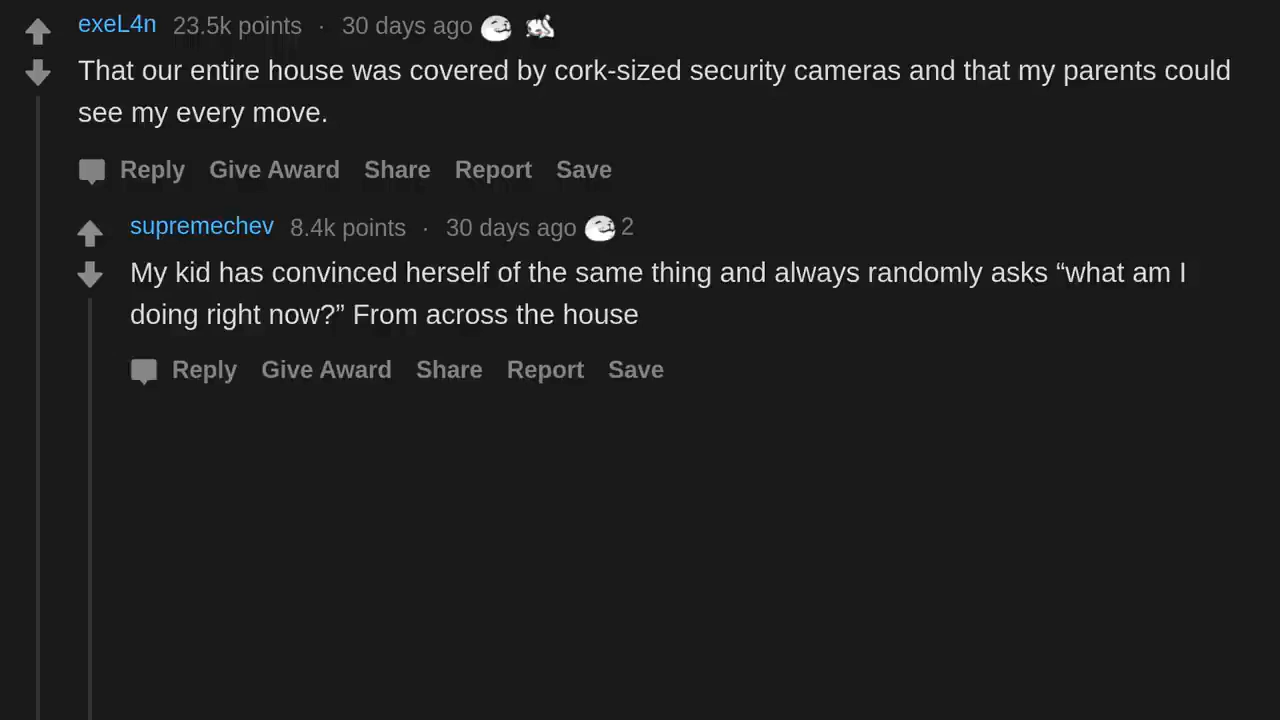 exeL4n 23.5k points · 30 days ago
That our entire house was covered by cork-sized security cameras and that my parents could
see my every move.
Reply Give Award Share Report Save
supremechev 8.4k points · 30 days ago 2
My kid has convinced herself of the same thing and always randomly asks “what am I
doing right now?” From across the house
Reply Give Award Share Report Save